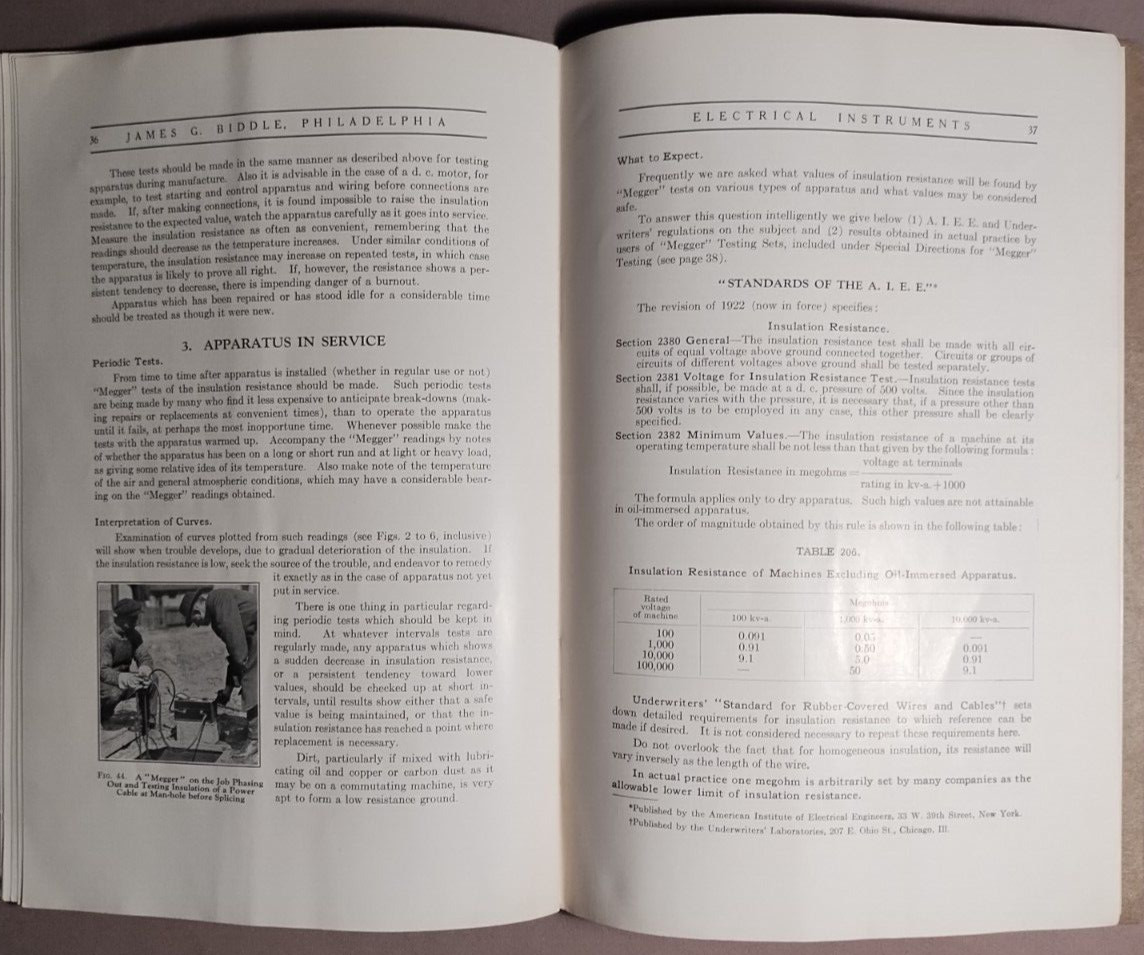 36 JAMES G. BIDDLE, PHILADELPHIA
These tests should be made in the same manner as described above for testing
apparatus during manufacture. Also it is advisable in the case of a d. c. motor, for
example, to test starting and control apparatus and wiring before connections are
made. If, after making connections, it is found impossible to raise the insulation
resistance to the expected value, watch the apparatus carefully as it goes into service.
Measure the insulation resistance as often as convenient, remembering that the
readings should decrease as the temperature increases. Under similar conditions of
temperature, the insulation resistance may increase on repeated tests, in which case
the apparatus is likely to prove all right. If, however, the resistance shows a per-
sistent tendency to decrease, there is impending danger of a burnout.
Apparatus which has been repaired or has stood idle for a considerable time
should be treated as though it were new.
3. APPARATUS IN SERVICE
Periodic Tests.
From time to time after apparatus is installed (whether in regular use or not)
"Megger" tests of the insulation resistance should be made. Such periodic tests
are being made by many who find it less expensive to anticipate break-downs (mak-
ing repairs or replacements at convenient times), than to operate the apparatus
until it fails, at perhaps the most inopportune time. Whenever possible make the
tests with the apparatus warmed up. Accompany the "Megger" readings by notes
of whether the apparatus has been on a long or short run and at light or heavy load,
as giving some relative idea of its temperature. Also make note of the temperature
of the air and general atmospheric conditions, which may have a considerable bear-
ing on the "Megger" readings obtained.
Interpretation of Curves.
Examination of curves plotted from such readings (see Figs. 2 to 6, inclusive)
will show when trouble develops, due to gradual deterioration of the insulation. If
the insulation resistance is low, seek the source of the trouble, and endeavor to remedy
it exactly as in the case of apparatus not yet
put in service.
There is one thing in particular regard-
ing periodic tests which should be kept in
mind. At whatever intervals tests are
regularly made, any apparatus which shows
a sudden decrease in insulation resistance,
or a persistent tendency toward lower
values, should be checked up at short in-
tervals, until results show either that a safe
value is being maintained, or that the in-
sulation resistance has reached a point where
replacement is necessary.
Dirt, particularly if mixed with lubri-
cating oil and copper or carbon dust as it
may be on a commutating machine, is very
apt to form a low resistance ground.
FIG. 44. A "Megger" on the Job Phasing
Out and Testing Insulation of a Power
Cable at Man-hole before Splicing
ELECTRICAL INSTRUMENTS 37
What to Expect.
Frequently we are asked what values of insulation resistance will be found by
"Megger" tests on various types of apparatus and what values may be considered
safe.
To answer this question intelligently we give below (1) A. I. E. E. and Under-
writers' regulations on the subject and (2) results obtained in actual practice by
users of "Megger" Testing Sets, included under Special Directions for "Megger"
Testing (see page 38).
"STANDARDS OF THE A. I. E. E."*
The revision of 1922 (now in force) specifies:
Insulation Resistance.
Section 2380 General—The insulation resistance test shall be made with all cir-
cuits of equal voltage above ground connected together. Circuits or groups of
circuits of different voltages above ground shall be tested separately.
Section 2381 Voltage for Insulation Resistance Test.—Insulation resistance tests
shall, if possible, be made at a d. c. pressure of 500 volts. Since the insulation
resistance varies with the pressure, it is necessary that, if a pressure other than
500 volts is to be employed in any case, this other pressure shall be clearly
specified.
Section 2382 Minimum Values.—The insulation resistance of a machine at its
operating temperature shall be not less than that given by the following formula:
voltage at terminals
Insulation Resistance in megohms =
rating in kv-a.+1000
The formula applies only to dry apparatus. Such high values are not attainable
in oil-immersed apparatus.
The order of magnitude obtained by this rule is shown in the following table:
TABLE 206.
Insulation Resistance of Machines Excluding Oil-Immersed Apparatus.
Rated
voltage
of machine
Megohms
100 kv-a. 1,000 kv-a. 10,000 kv-a.
100 0.091 0.05 —
1,000 0.91 0.50 0.091
10,000 9.1 5.0 0.91
100,000 — 50 9.1
Underwriters' "Standard for Rubber-Covered Wires and Cables"† sets
down detailed requirements for insulation resistance to which reference can be
made if desired. It is not considered necessary to repeat these requirements here.
Do not overlook the fact that for homogeneous insulation, its resistance will
vary inversely as the length of the wire.
In actual practice one megohm is arbitrarily set by many companies as the
allowable lower limit of insulation resistance.
*Published by the American Institute of Electrical Engineers, 33 W. 39th Street, New York.
†Published by the Underwriters' Laboratories, 207 E. Ohio St., Chicago, Ill.